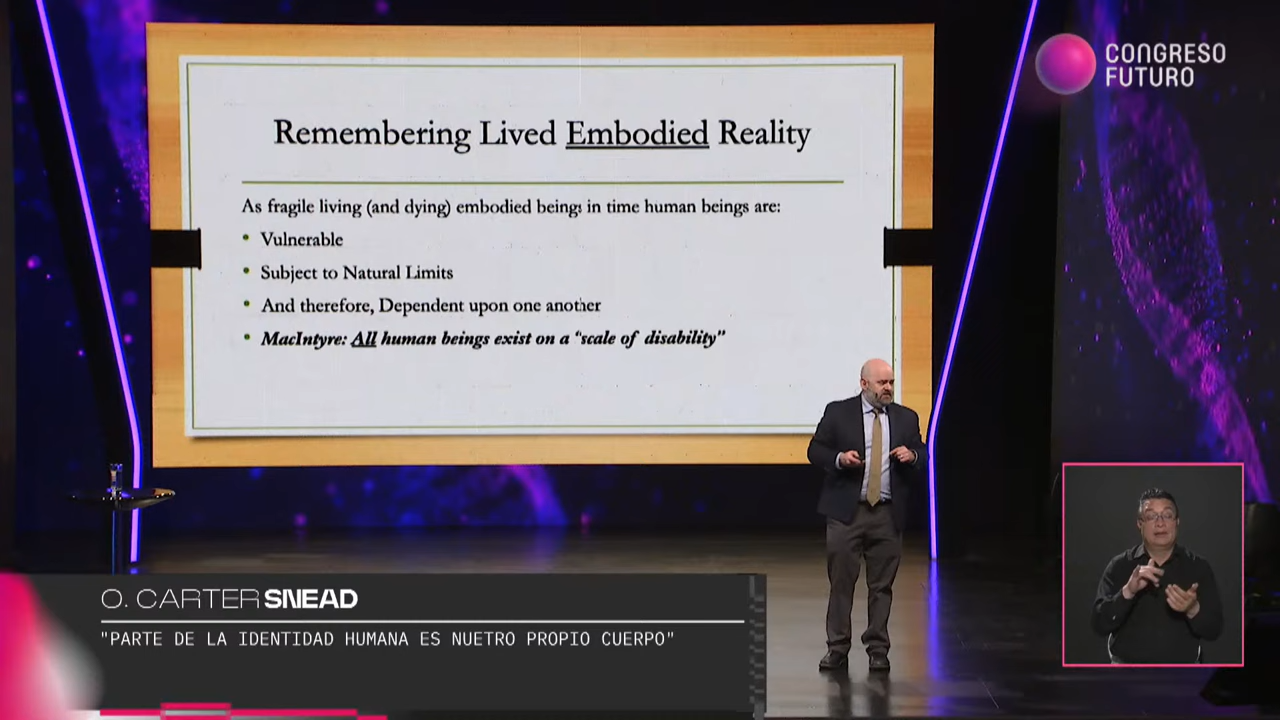 CONGRESO
FUTURO
Remembering Lived Embodied Reality
As fragile living (and dying) embodied beings in time human beings are:
• Vulnerable
• Subject to Natural Limits
• And therefore, Dependent upon one another
• MacIntyre: All human beings exist on a "scale of disability"
O. CARTER SNEAD
"PARTE DE LA IDENTIDAD HUMANA ES NUETRO PROPIO CUERPO"